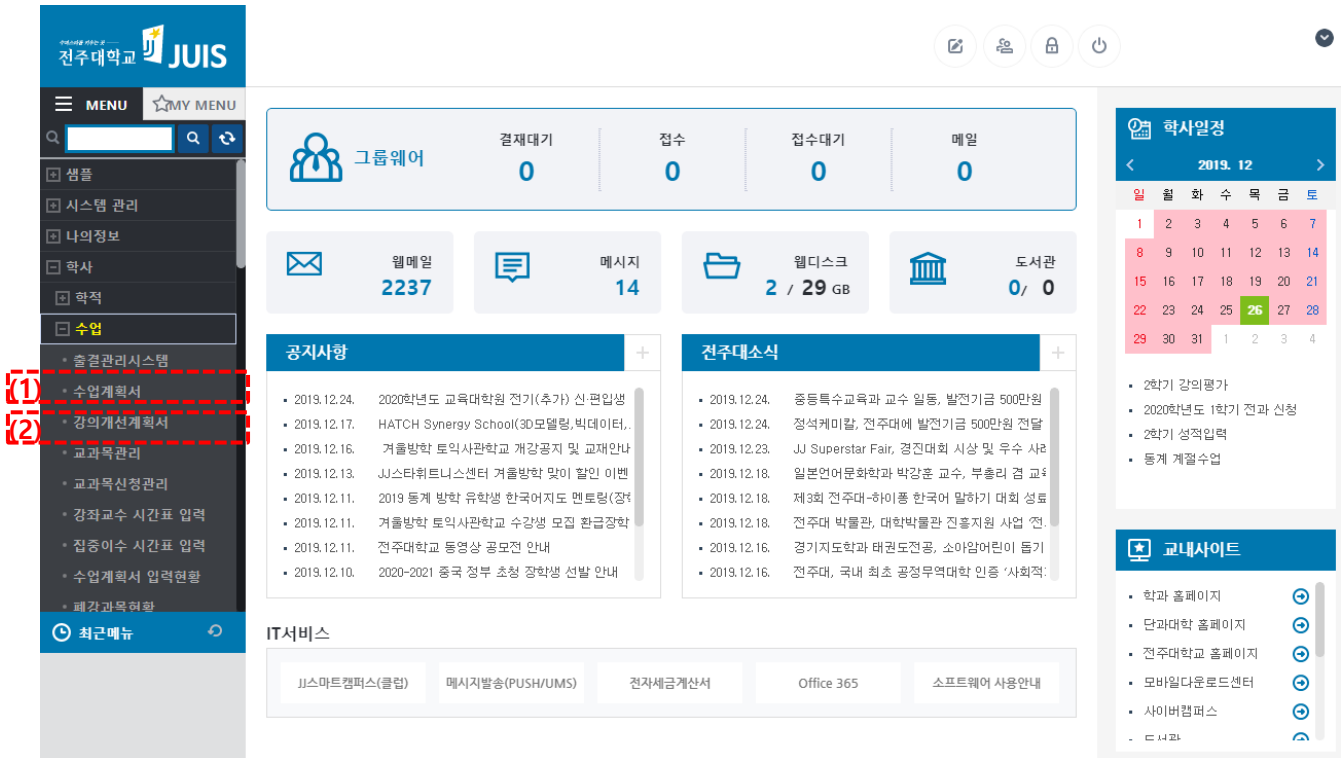 전주대학교 JUIS
MENU
MY MENU
샘플
시스템 관리
나의정보
학사
학적
수업
출결관리시스템
(1) 수업계획서
(2) 강의개선계획서
교과목관리
교과목신청관리
강좌교수 시간표 입력
집중이수 시간표 입력
수업계획서 입력현황
폐강과목현황
최근메뉴
그룹웨어
결재대기 접수 접수대기 메일
0 0 0 0
웹메일
2237
메시지
14
웹디스크
2 / 29 GB
도서관
0/ 0
공지사항
2019.12.24. 2020학년도 교육대학원 전기(추가) 신·편입생
2019.12.17. HATCH Synergy School(3D모델링,빅데이터,..
2019.12.16. 겨울방학 토익사관학교 개강공지 및 교재안내
2019.12.13. JJ스타휘트니스센터 겨울방학 맞이 할인 이벤
2019.12.11. 2019 동계 방학 유학생 한국어지도 멘토링(장학
2019.12.11. 겨울방학 토익사관학교 수강생 모집 환급장학
2019.12.11. 전주대학교 동영상 공모전 안내
2019.12.10. 2020-2021 중국 정부 초청 장학생 선발 안내
전주대소식
2019.12.24. 중등특수교육과 교수 일동, 발전기금 500만원
2019.12.24. 정석케미칼, 전주대에 발전기금 500만원 전달
2019.12.23. JJ Superstar Fair, 경진대회 시상 및 우수 사례
2019.12.18. 일본언어문화학과 박강훈 교수, 부총리 겸 교육
2019.12.18. 제3회 전주대-하이퐁 한국어 말하기 대회 성료
2019.12.18. 전주대 박물관, 대학박물관 진흥지원 사업 '전.
2019.12.16. 경기지도학과 태권도전공, 소아암어린이 돕기
2019.12.16. 전주대, 국내 최초 공정무역대학 인증 '사회적
IT서비스
JJ스마트캠퍼스(클럽) 메시지발송(PUSH/UMS) 전자세금계산서 Office 365 소프트웨어 사용안내
학사일정
2019. 12
일 월 화 수 목 금 토
1 2 3 4 5 6 7
8 9 10 11 12 13 14
15 16 17 18 19 20 21
22 23 24 25 26 27 28
29 30 31 1 2 3 4
2학기 강의평가
2020학년도 1학기 전과 신청
2학기 성적입력
동계 계절수업
교내사이트
학과 홈페이지
단과대학 홈페이지
전주대학교 홈페이지
모바일다운로드센터
사이버캠퍼스
도서관